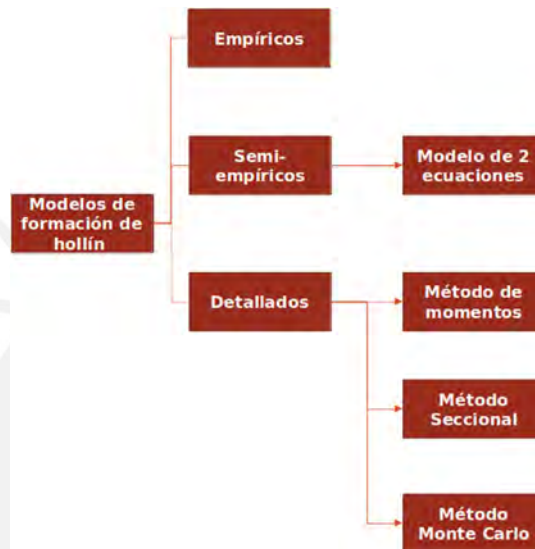 Empíricos
Semi-
empíricos
Modelo de 2
ecuaciones
Modelos de
formación de
hollín
Detallados
Método de
momentos
Método
Seccional
Método
Monte Carlo